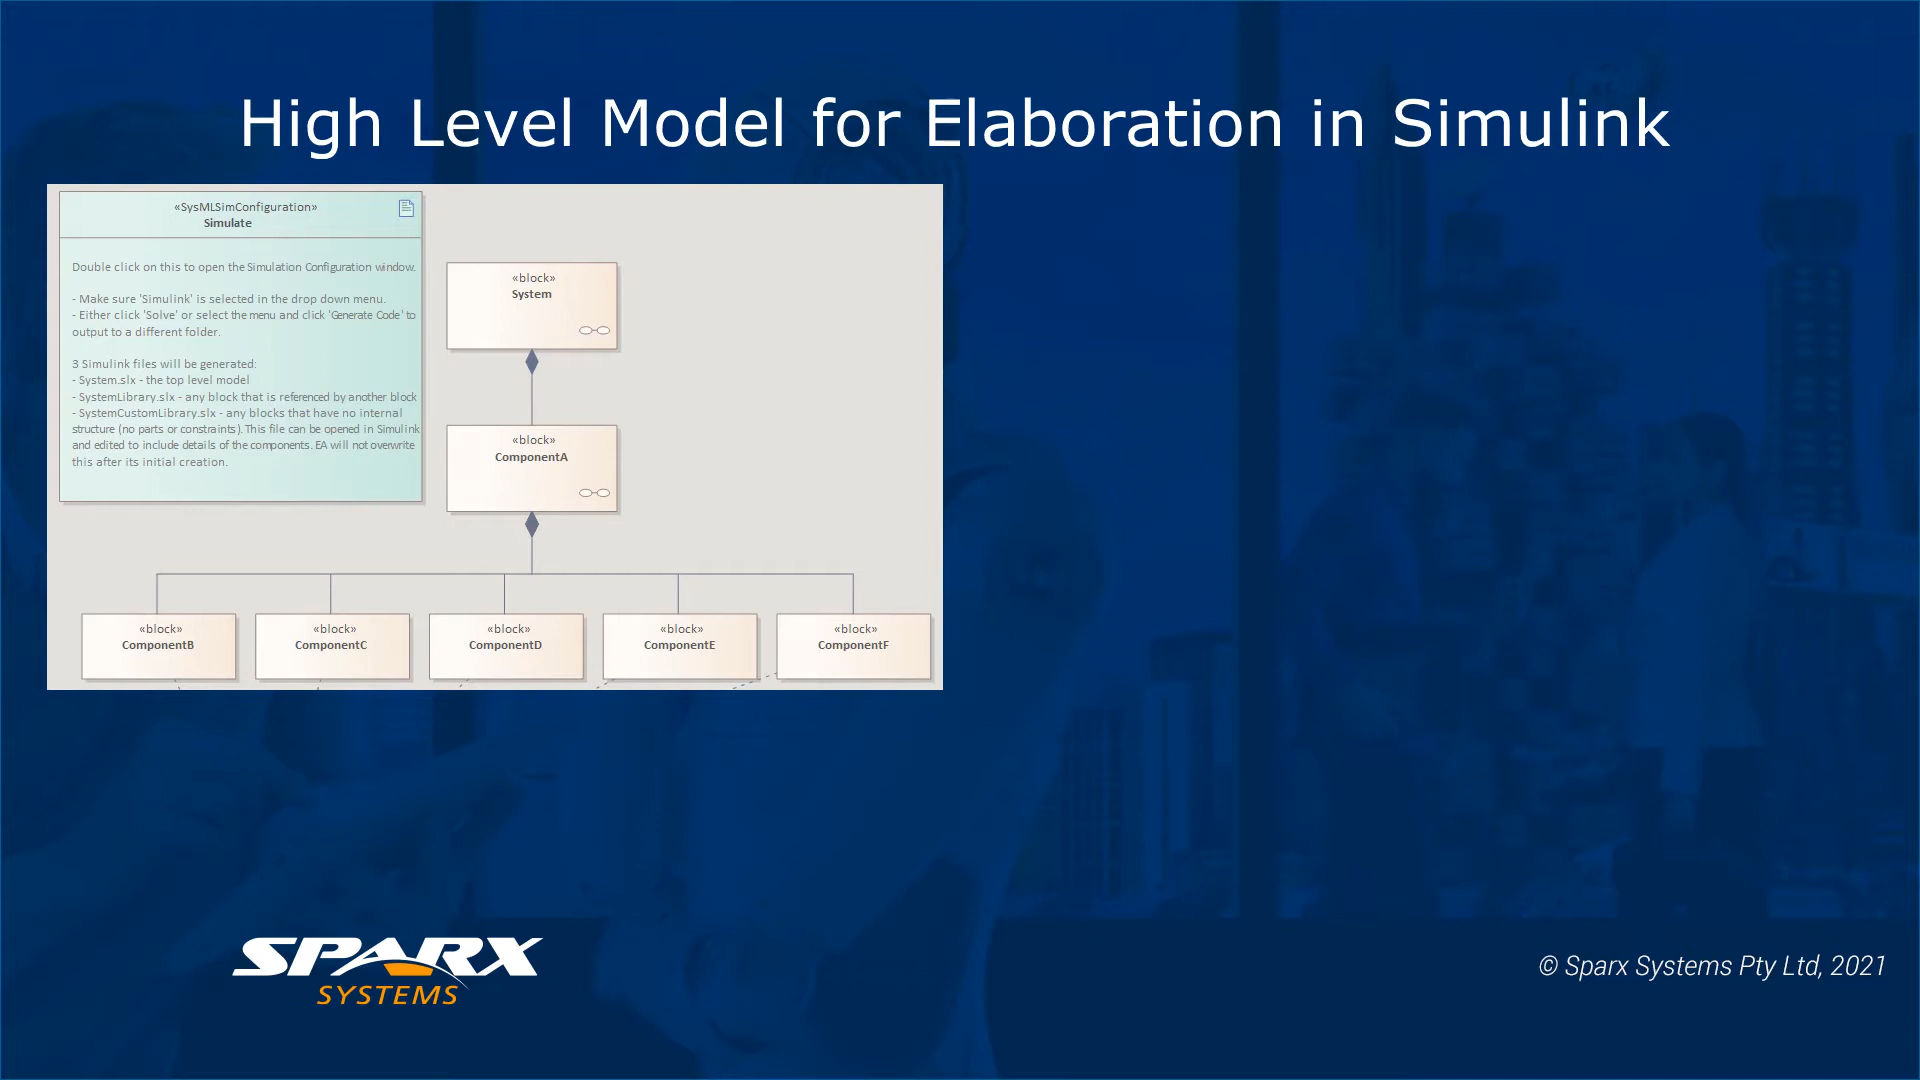 High Level Model for Elaboration in Simulink
«SysMLSimConfiguration»
Simulate
Double click on this to open the Simulation Configuration window.
- Make sure 'Simulink' is selected in the drop down menu.
- Either click 'Solve' or select the menu and click 'Generate Code' to
output to a different folder.
3 Simulink files will be generated:
- System.slx - the top level model
- SystemLibrary.slx - any block that is referenced by another block
- SystemCustomLibrary.slx - any blocks that have no internal
structure (no parts or constraints). This file can be opened in Simulink
and edited to include details of the components. EA will not overwrite
this after its initial creation.
«block»
System
«block»
ComponentA
«block»
ComponentB
«block»
ComponentC
«block»
ComponentD
«block»
ComponentE
«block»
ComponentF
SPARX
SYSTEMS
© Sparx Systems Pty Ltd, 2021